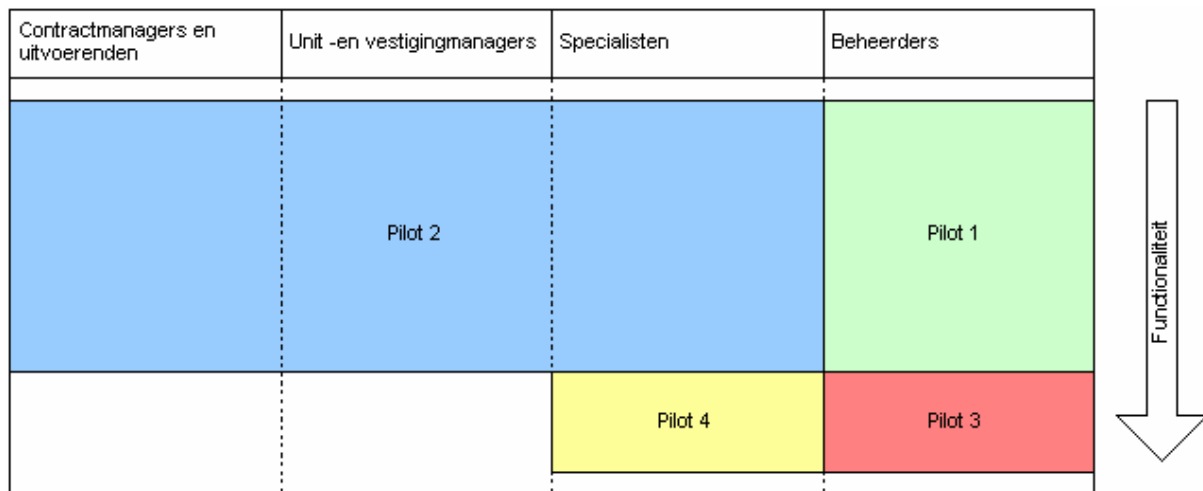 Contractmanagers en
uitvoerenden
Unit -en vestigingmanagers
Specialisten
Beheerders
Pilot 2
Pilot 1
Functionaliteit
Pilot 4
Pilot 3